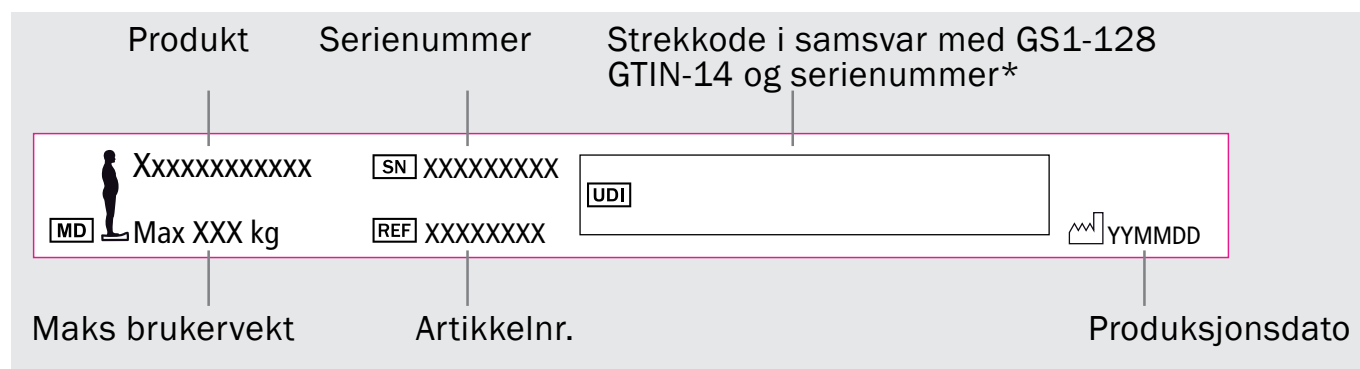 Produkt
Serienummer
Strekkode i samsvar med GS1-128
GTIN-14 og serienummer*
Xxxxxxxxxxxx
SN XXXXXXXXX
UDI
MD Max XXX kg
REF XXXXXXXX
YYMMDD
Maks brukervekt
Artikkelnr.
Produksjonsdato